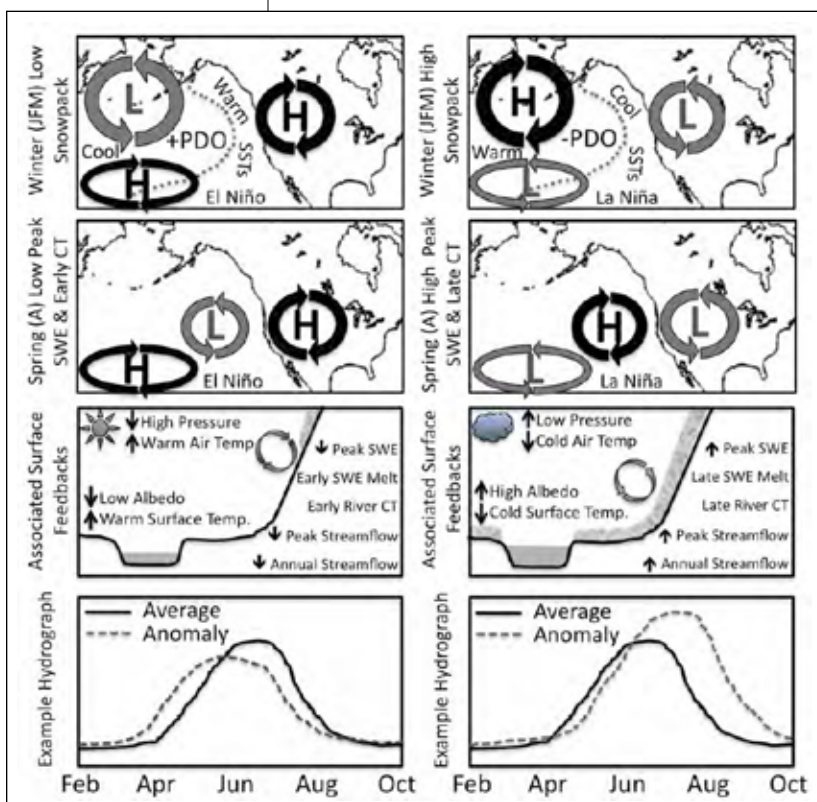 Winter (JFM) Low
Snowpack
L
Warm
H
+PDO
Cool
SSTs
H
El Niño
Winter (JFM) High
Snowpack
H
Cool
L
-PDO
Warm
SSTs
L
La Niña
Spring (A) Low Peak
SWE & Early CT
L
H
H
El Niño
Spring (A) High Peak
SWE & Late CT
H
L
L
La Niña
Associated Surface
Feedbacks
High Pressure
Warm Air Temp
Low Albedo
Warm Surface Temp.
Peak SWE
Early SWE Melt
Early River CT
Peak Streamflow
Annual Streamflow
Associated Surface
Feedbacks
Low Pressure
Cold Air Temp
High Albedo
Cold Surface Temp.
Peak SWE
Late SWE Melt
Late River CT
Peak Streamflow
Annual Streamflow
Example Hydrograph
Average
Anomaly
Feb Apr Jun Aug Oct
Example Hydrograph
Average
Anomaly
Feb Apr Jun Aug Oct